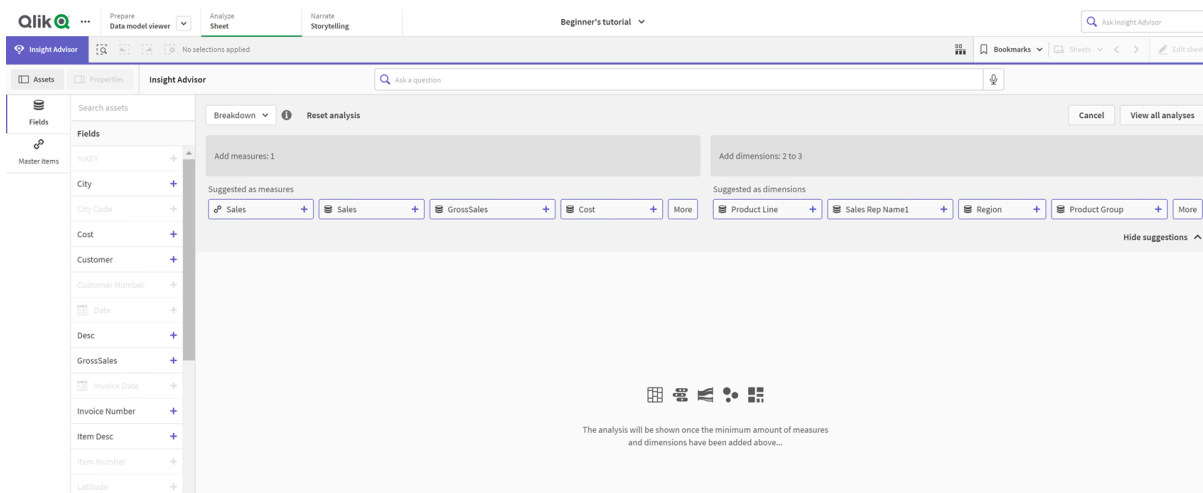 Qlik
Prepare
Data model viewer
Analyze
Sheet
Narrate
Storytelling
Beginner's tutorial
Ask Insight Advisor
Insight Advisor
No selections applied
Bookmarks
Sheets
Edit sheet
Assets
Properties
Insight Advisor
Ask a question
Fields
Master items
Search assets
Fields
%KEY
City
City Code
Cost
Customer
Customer Number
Date
Desc
GrossSales
Invoice Date
Invoice Number
Item Desc
Item Number
Latitude
Breakdown
Reset analysis
Cancel
View all analyses
Add measures: 1
Add dimensions: 2 to 3
Suggested as measures
Sales
Sales
GrossSales
Cost
More
Suggested as dimensions
Product Line
Sales Rep Name1
Region
Product Group
More
Hide suggestions
The analysis will be shown once the minimum amount of measures
and dimensions have been added above...